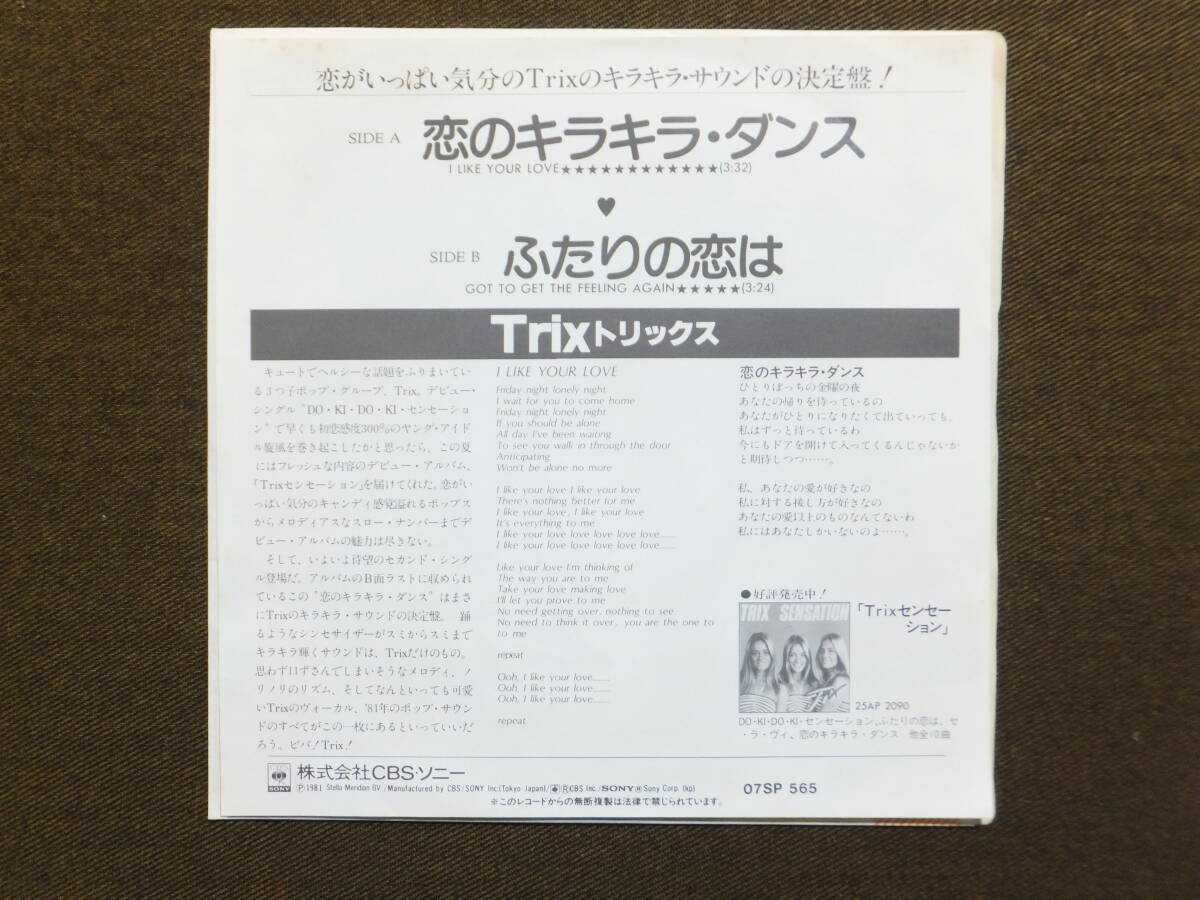 恋がいっぱい気分のTrixのキラキラ・サウンドの決定盤!
SIDE A 恋のキラキラ・ダンス
I LIKE YOUR LOVE★★★★★★★★★★★★(3:32)
♥
SIDE B ふたりの恋は
GOT TO GET THE FEELING AGAIN★★★★★(3:24)
Trixトリックス
キュートでヘルシーな話題をふりまいてい
る3つ子ポップ・グループ、Trix。デビュー・
シングル“DO・KI・DO・KI・センセーショ
ン”で早くも初恋感度300%のヤング・アイド
ル旋風を巻き起こしたかと思ったら、この夏
にはフレッシュな内容のデビュー・アルバム、
「Trixセンセーション」を届けてくれた。恋がい
っぱい気分のキャンディ感覚溢れるポップス
からメロディアスなスロー・ナンバーまでデ
ビュー・アルバムの魅力は尽きない。
そして、いよいよ待望のセカンド・シング
ル登場だ。アルバムのB面ラストに収められ
ているこの“恋のキラキラ・ダンス”はまさ
にTrixのキラキラ・サウンドの決定盤。 踊
るようなシンセサイザーがスミからスミまで
キラキラ輝くサウンドは、Trixだけのもの。
思わず口ずさんでしまいそうなメロディ、ノ
リノリのリズム、そしてなんといっても可愛
いTrixのヴォーカル、'81年のポップ・サウン
ドのすべてがこの一枚にあるといっていいだ
ろう。ビバ!Trix!
I LIKE YOUR LOVE
Friday night lonely night
I wait for you to come home
Friday night lonely night
If you should be alone
All day I've been waiting
To see you walk in through the door
Anticipating
Won't be alone no more
I like your love I like your love
There's nothing better for me
I like your love, I like your love
It's everything to me
I like your love love love love love......
I like your love love love love love......
Like your love I'm thinking of
The way you are to me
Take your love making love
I'll let you prove to me
No need getting over, nothing to see
No need to think it over, you are the one to
to me
repeat
Ooh, I like your love......
Ooh, I like your love......
Ooh, I like your love......
repeat
恋のキラキラ・ダンス
ひとりぼっちの金曜の夜
あなたの帰りを待っているの
あなたがひとりになりたくて出ていっても、
私はずっと待っているわ
今にもドアを開けて入ってくるんじゃないか
と期待しつつ……。
私、あなたの愛が好きなの
私に対する接し方が好きなの
あなたの愛以上のものなんてないわ
私にはあなたしかいないのよ……。
●好評発売中!
TRIX SENSATION
Trix
「Trixセンセー
ション」
25AP 2090
DO・KI・DO・KI・センセーション、ふたりの恋は、セ
・ラ・ヴィ、恋のキラキラ・ダンス 他全10曲
SONY 株式会社CBS・ソニー
Ⓟ1981 Stella Meridian BV/Manufactured by CBS/SONY Inc.(Tokyo Japan)/ⓇCBS Inc./SONY®Sony Corp. (kp)
07SP 565
※このレコードからの無断複製は法律で禁じられています。